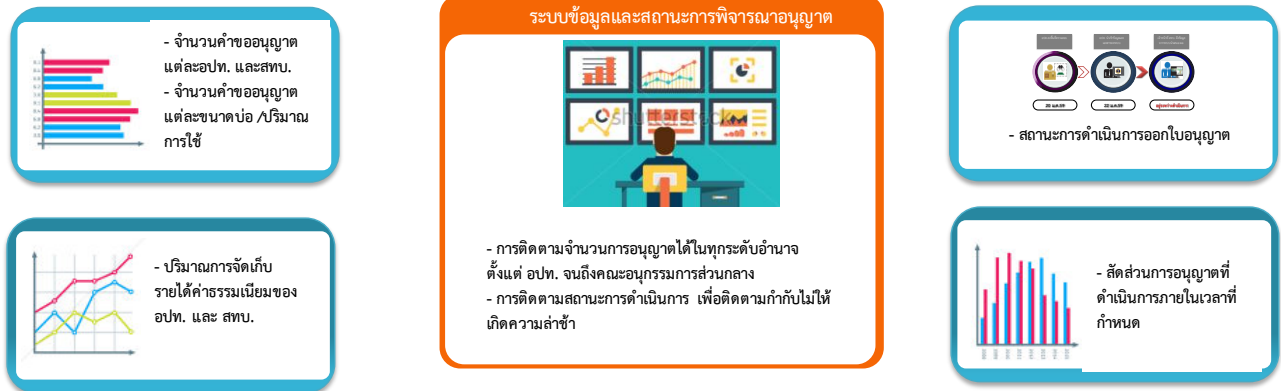 - จำนวนคำขออนุญาต
แต่ละอปท. และสทบ.
- จำนวนคำขออนุญาต
แต่ละขนาดบ่อ /ปริมาณ
การใช้
- ปริมาณการจัดเก็บ
รายได้ค่าธรรมเนียมของ
อปท. และ สทบ.
ระบบข้อมูลและสถานะการพิจารณาอนุญาต
shutterstock
- การติดตามจำนวนการอนุญาตได้ในทุกระดับอำนาจ
ตั้งแต่ อปท. จนถึงคณะอนุกรรมการส่วนกลาง
- การติดตามสถานะการดำเนินการ เพื่อติดตามกำกับไม่ให้
เกิดความล่าช้า
- สถานะการดำเนินการออกใบอนุญาต
- สัดส่วนการอนุญาตที่
ดำเนินการภายในเวลาที่
กำหนด